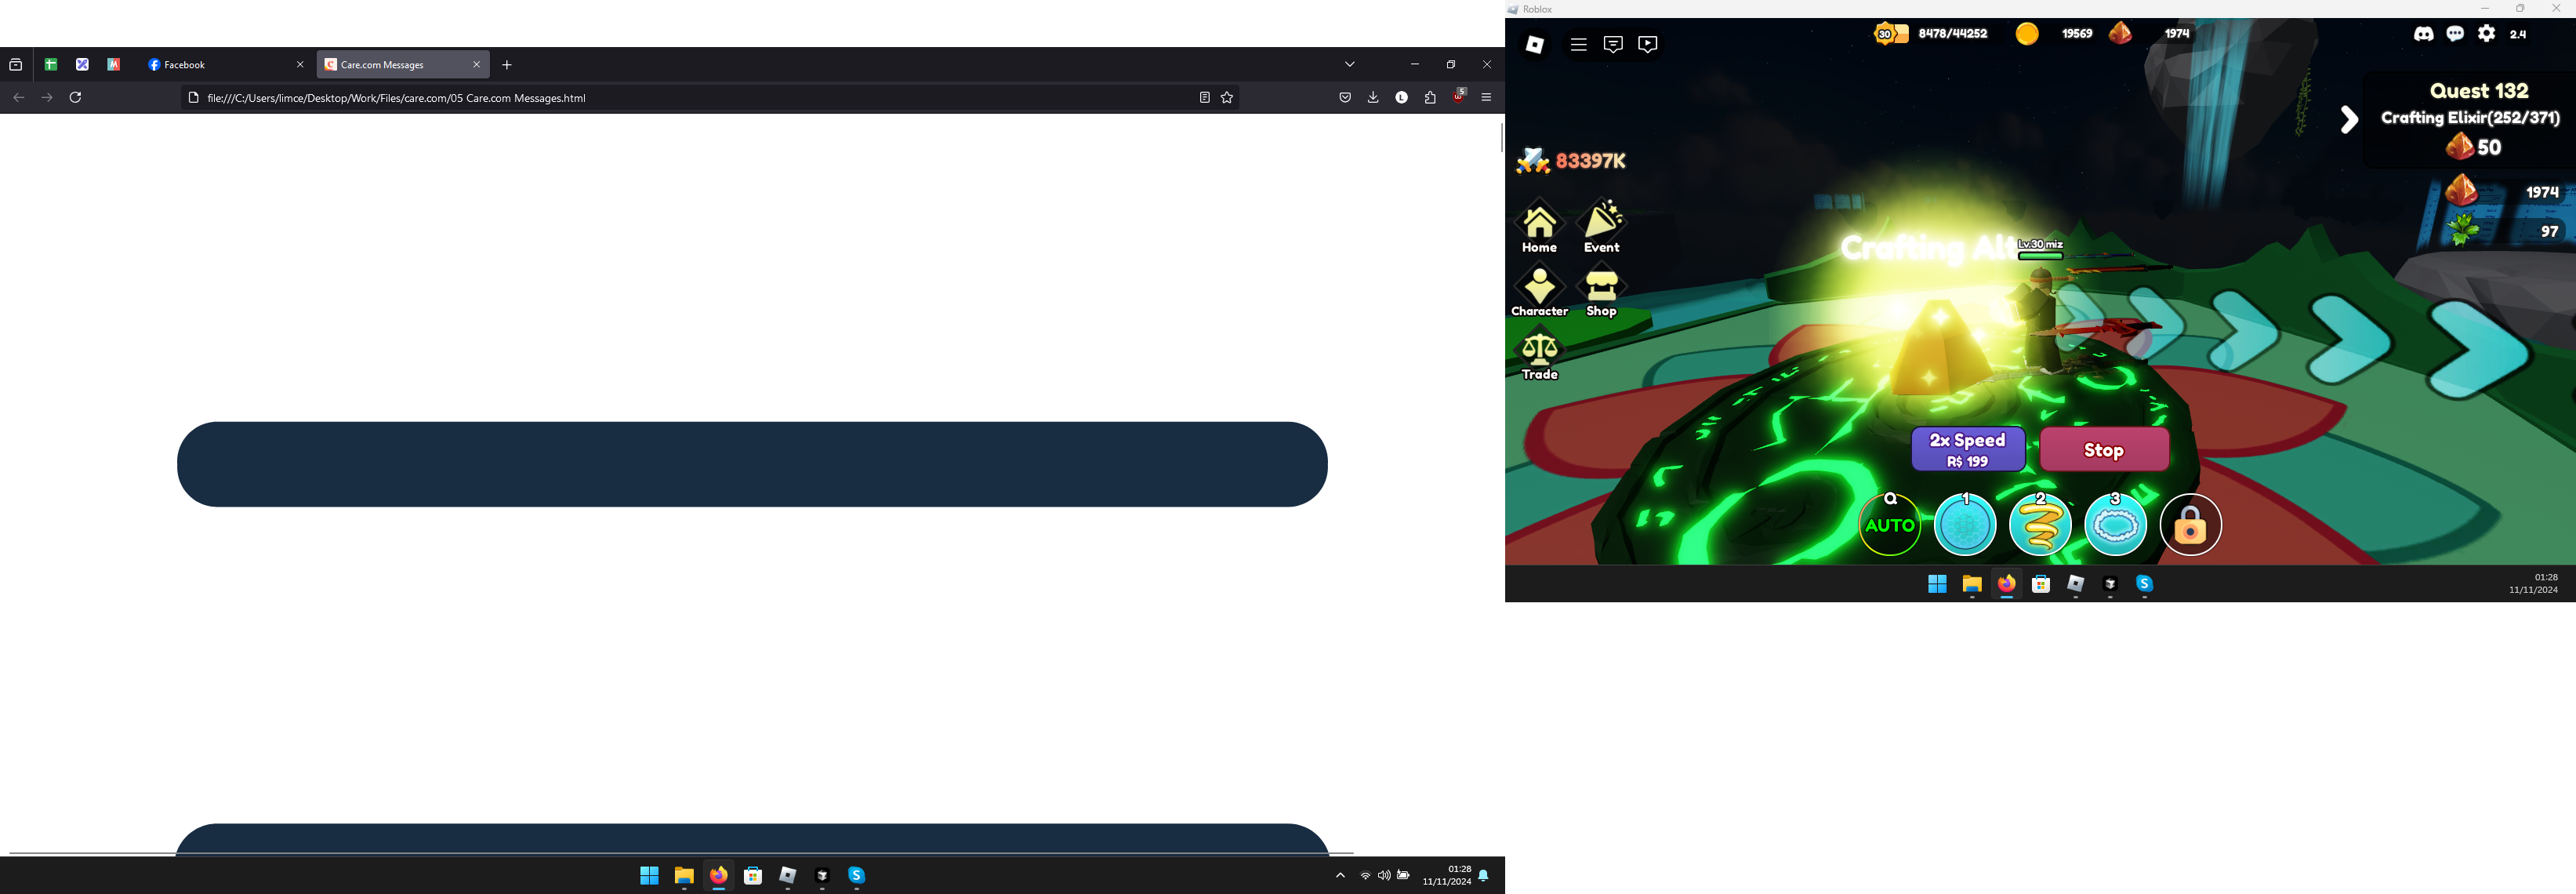 Facebook
Care.com Messages
file:///C:/Users/limce/Desktop/Work/Files/care.com/05 Care.com Messages.html
L
5
01:28
11/11/2024
Roblox
30
8478/44252
19569
1974
2.4
Quest 132
Crafting Elixir(252/371)
50
1974
97
83397K
Home
Event
Character
Shop
Trade
Crafting Alt
Lv.30 miz
2x Speed
R$ 199
Stop
Q
AUTO
1
2
3
01:28
11/11/2024